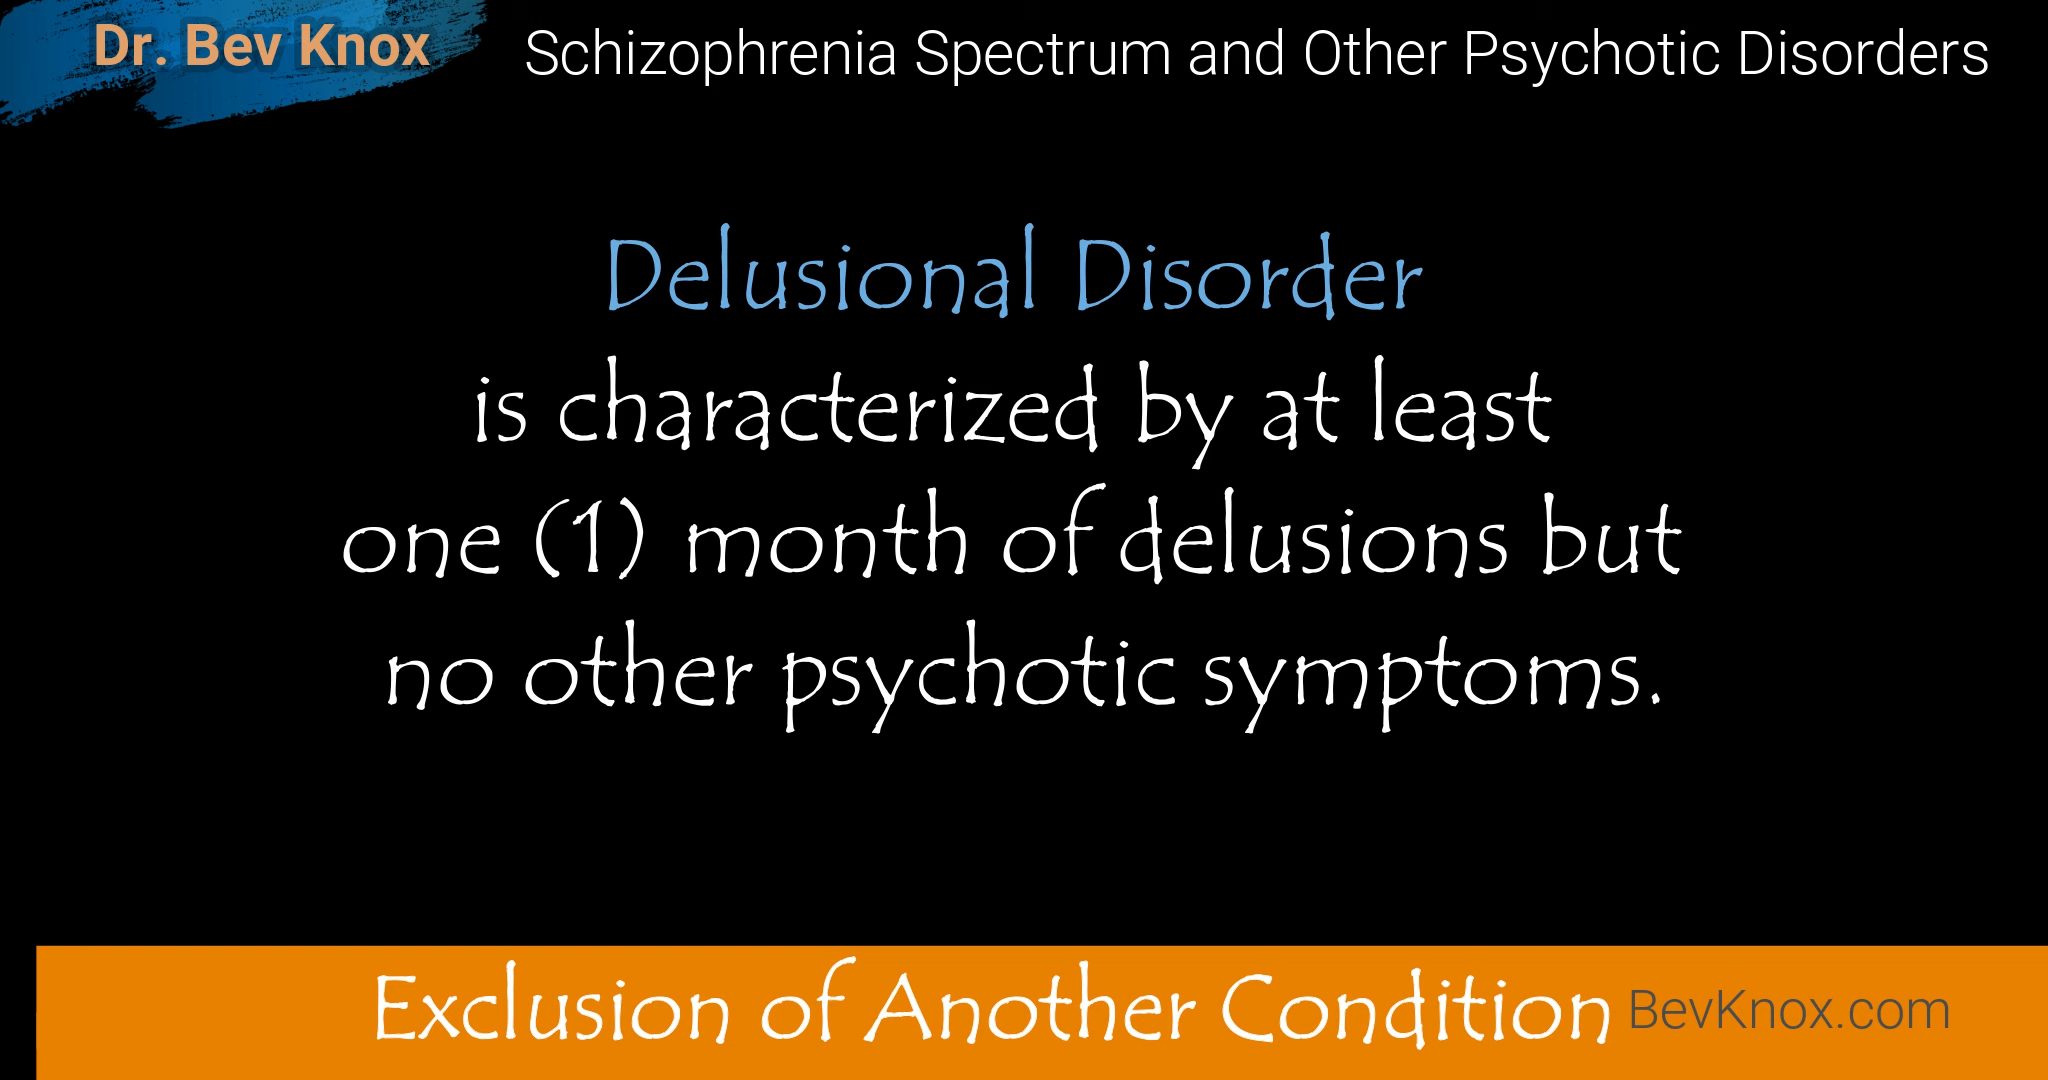 Dr. Bev Knox
Schizophrenia Spectrum and Other Psychotic Disorders
Delusional Disorder
is characterized by at least
one (1) month of delusions but
no other psychotic symptoms.
Exclusion of Another Condition
BevKnox.com